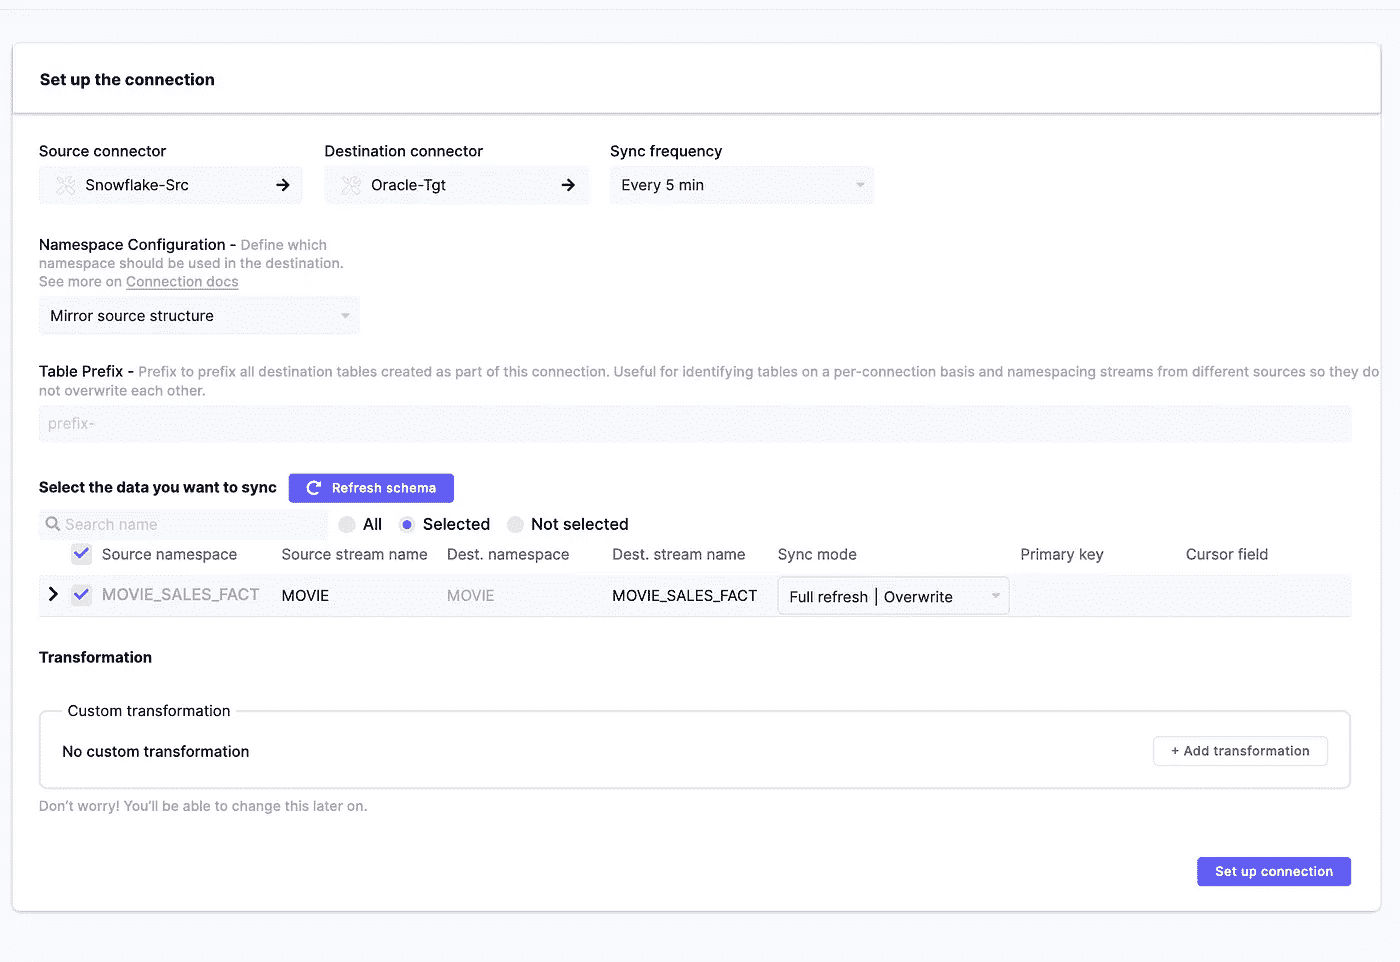 Set up the connection
Source connector
Destination connector
Sync frequency
Snowflake-Src
Oracle-Tgt
Every 5 min
Namespace Configuration - Define which
namespace should be used in the destination.
See more on Connection docs
Mirror source structure
Table Prefix - Prefix to prefix all destination tables created as part of this connection. Useful for identifying tables on a per-connection basis and namespacing streams from different sources so they do
not overwrite each other.
prefix-
Select the data you want to sync
Refresh schema
Search name
All
Selected
Not selected
Source namespace
Source stream name
Dest. namespace
Dest. stream name
Sync mode
Primary key
Cursor field
MOVIE_SALES_FACT
MOVIE
MOVIE
MOVIE_SALES_FACT
Full refresh | Overwrite
Transformation
Custom transformation
No custom transformation
+ Add transformation
Don't worry! You'll be able to change this later on.
Set up connection